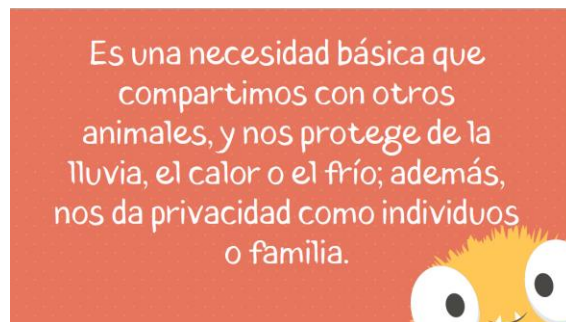 Es una necesidad básica que
compartimos con otros
animales, y nos protege de la
lluvia, el calor o el frío; además,
nos da privacidad como individuos
o familia.